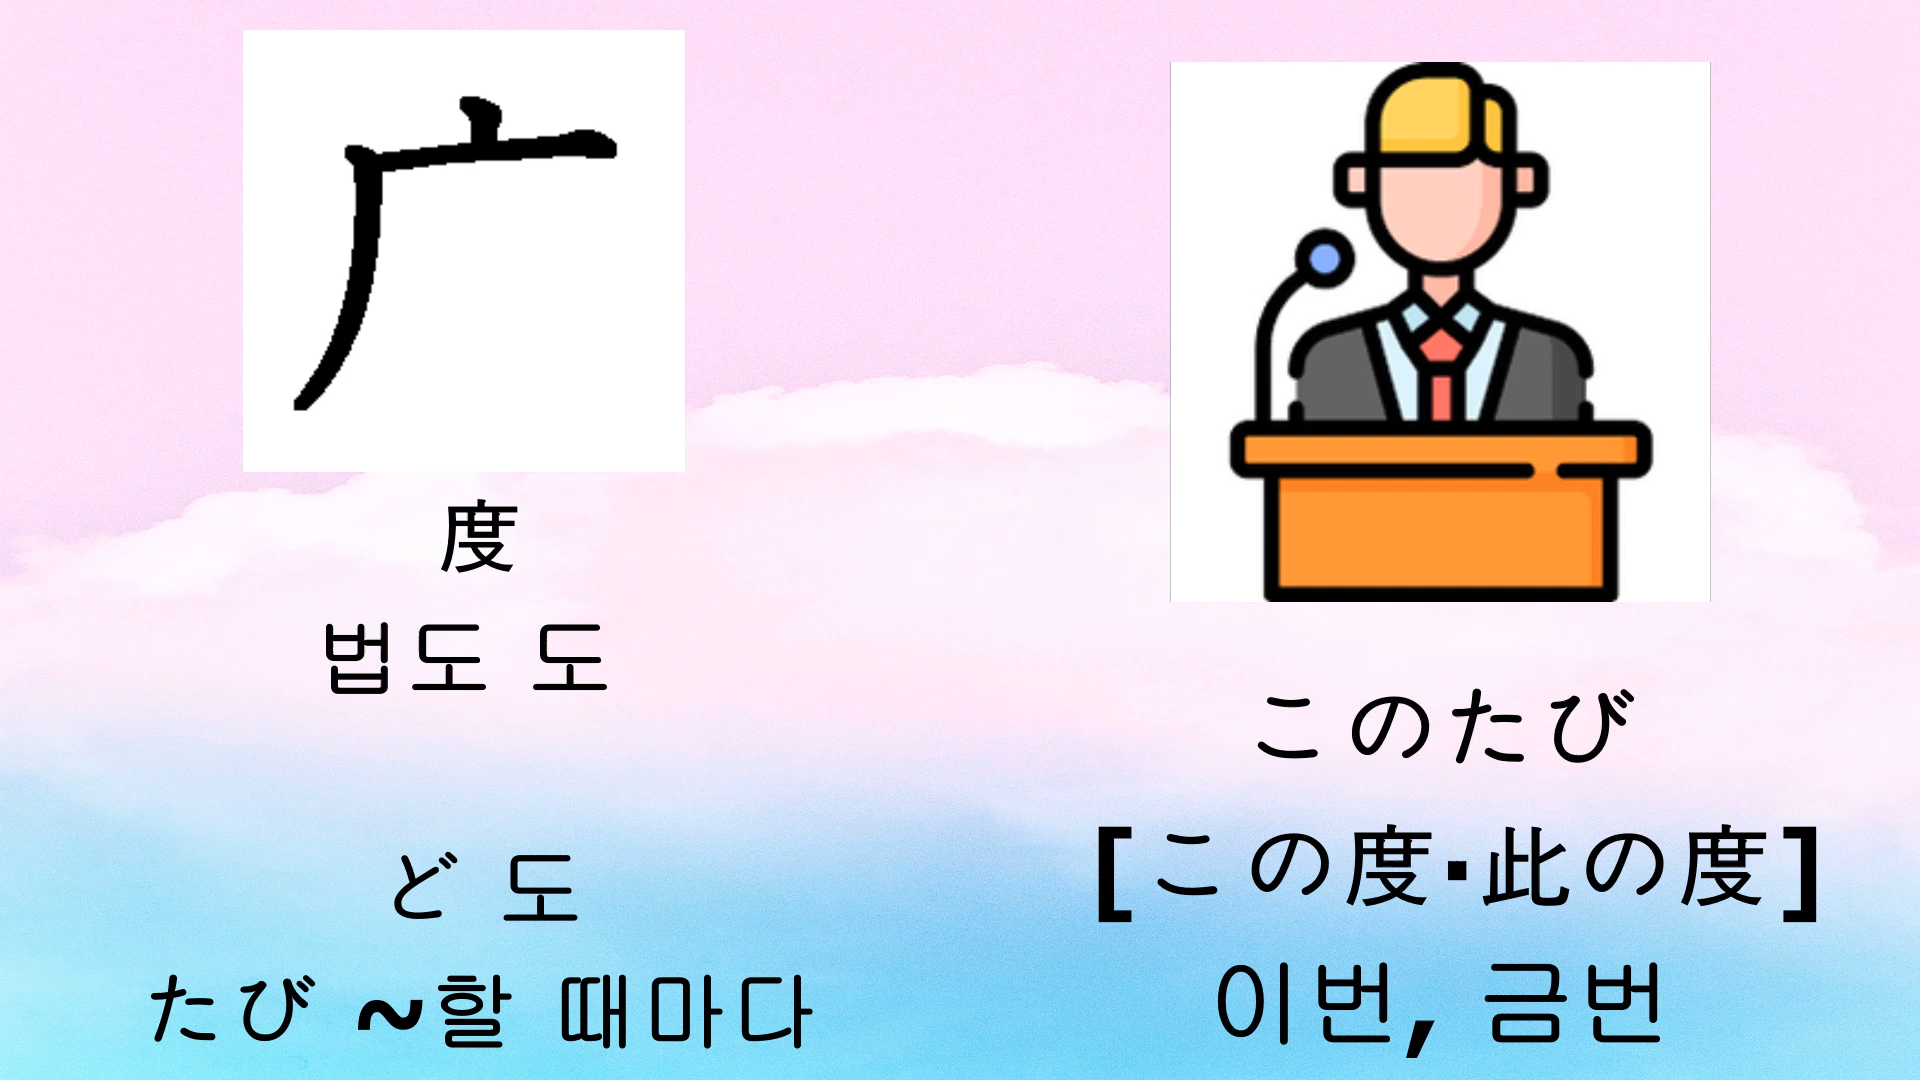 广
度
법도 도
ど 도
たび ~할 때마다
このたび
[この度·此の度]
이번, 금번